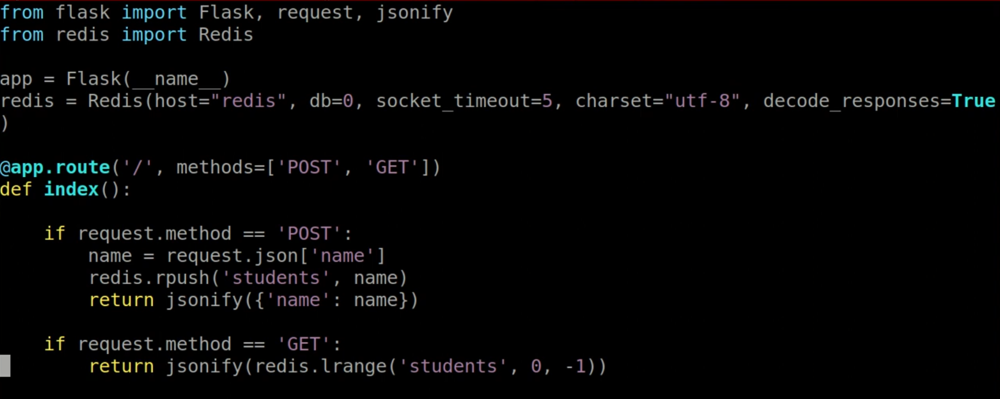 from flask import Flask, request, jsonify
from redis import Redis

app = Flask(__name__)
redis = Redis(host="redis", db=0, socket_timeout=5, charset="utf-8", decode_responses=True
)

@app.route('/', methods=['POST', 'GET'])
def index():

    if request.method == 'POST':
        name = request.json['name']
        redis.rpush('students', name)
        return jsonify({'name': name})

    if request.method == 'GET':
        return jsonify(redis.lrange('students', 0, -1))